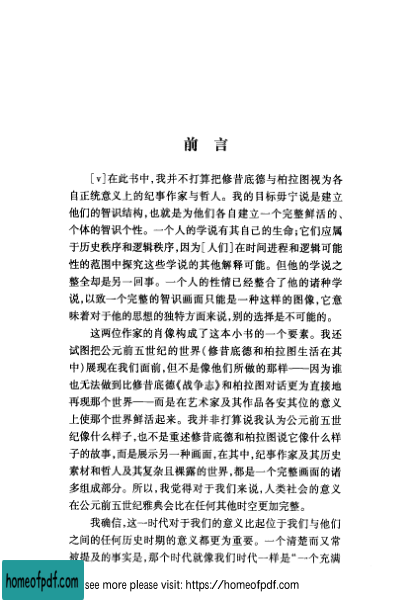 前言
[v]在此书中,我并不打算把修昔底德与柏拉图视为各
自正统意义上的纪事作家与哲人。我的目标毋宁说是建立
他们的智识结构,也就是为他们各自建立一个完整鲜活的、
个体的智识个性。一个人的学说有其自己的生命;它们应属
于历史秩序和逻辑秩序,因为[人们]在时间进程和逻辑可能
性的范围中探究这些学说的其他解释可能。但他的学说之
整全却是另一回事。一个人的性情已经整合了他的诸种学
说,以致一个完整的智识画面只能是一种这样的图像,它意
味着对于他的思想的独特方面来说,别的选择是不可能的。
这两位作家的肖像构成了这本小书的一个要素。我还
试图把公元前五世纪的世界(修昔底德和柏拉图生活在其
中)展现在我们面前,但不是像他们所做的那样——因为谁
也无法做到比修昔底德《战争志》和柏拉图对话更为直接地
再现那个世界——而是在艺术家及其作品各安其位的意义
上使那个世界鲜活起来。我并非打算说我认为公元前五世
纪像什么样子,也不是重述修昔底德和柏拉图说它像什么样
子的故事,而是展示另一种画面,在其中,纪事作家及其历史
素材和哲人及其复杂且裸露的世界,都是一个完整画面的诸
多组成部分。所以,我觉得对于我们来说,人类社会的意义
在公元前五世纪雅典会比在任何其他时空更加完整。
我确信,这一时代对于我们的意义比起位于我们与他们
之间的任何历史时期的意义都更为重要。一个清楚而又常
被提及的事实是,那个时代就像我们时代一样是“一个充满
homeofpdf.com
see more please visit: https://homeofpdf.com